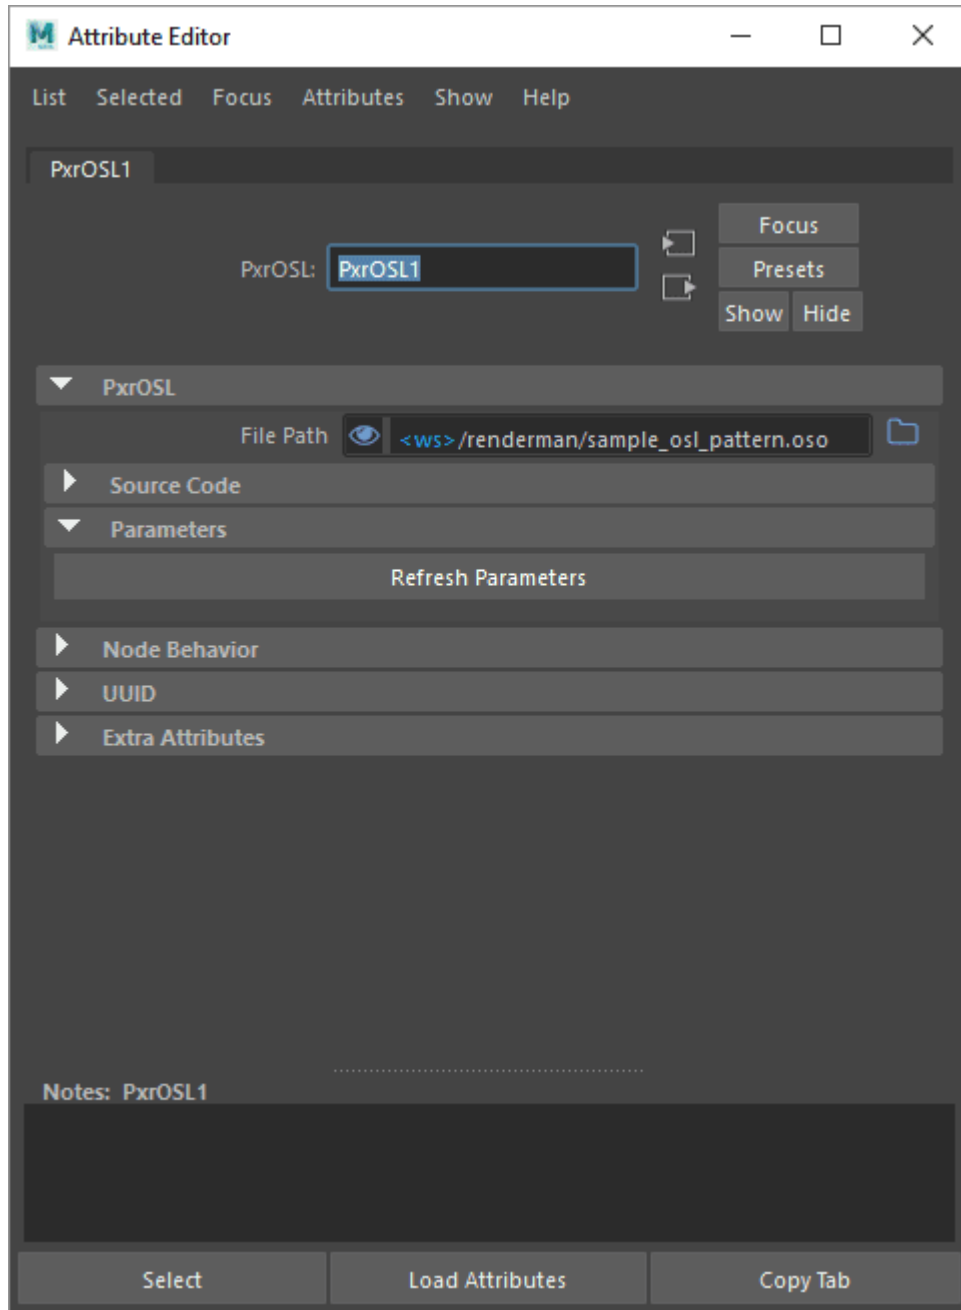 Attribute Editor
List Selected Focus Attributes Show Help
PxrOSL1
Focus
PxrOSL: PxrOSL1
Presets
Show Hide
PxrOSL
File Path <ws>/renderman/sample_osl_pattern.oso
Source Code
Parameters
Refresh Parameters
Node Behavior
UUID
Extra Attributes
Notes: PxrOSL1
Select Load Attributes Copy Tab